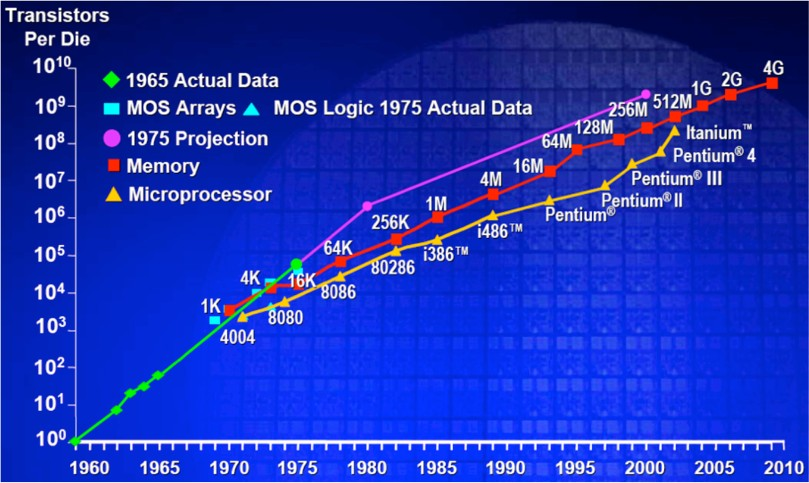 Transistors
Per Die
10¹⁰
10⁹
10⁸
10⁷
10⁶
10⁵
10⁴
10³
10²
10¹
10⁰
1965 Actual Data
MOS Arrays MOS Logic 1975 Actual Data
1975 Projection
Memory
Microprocessor
1K
4K
16K
64K
256K
1M
4M
16M
64M
128M
256M
512M
1G
2G
4G
4004
8080
8086
80286
i386™
i486™
Pentium®
Pentium® II
Pentium® III
Pentium® 4
Itanium™
1960 1965 1970 1975 1980 1985 1990 1995 2000 2005 2010